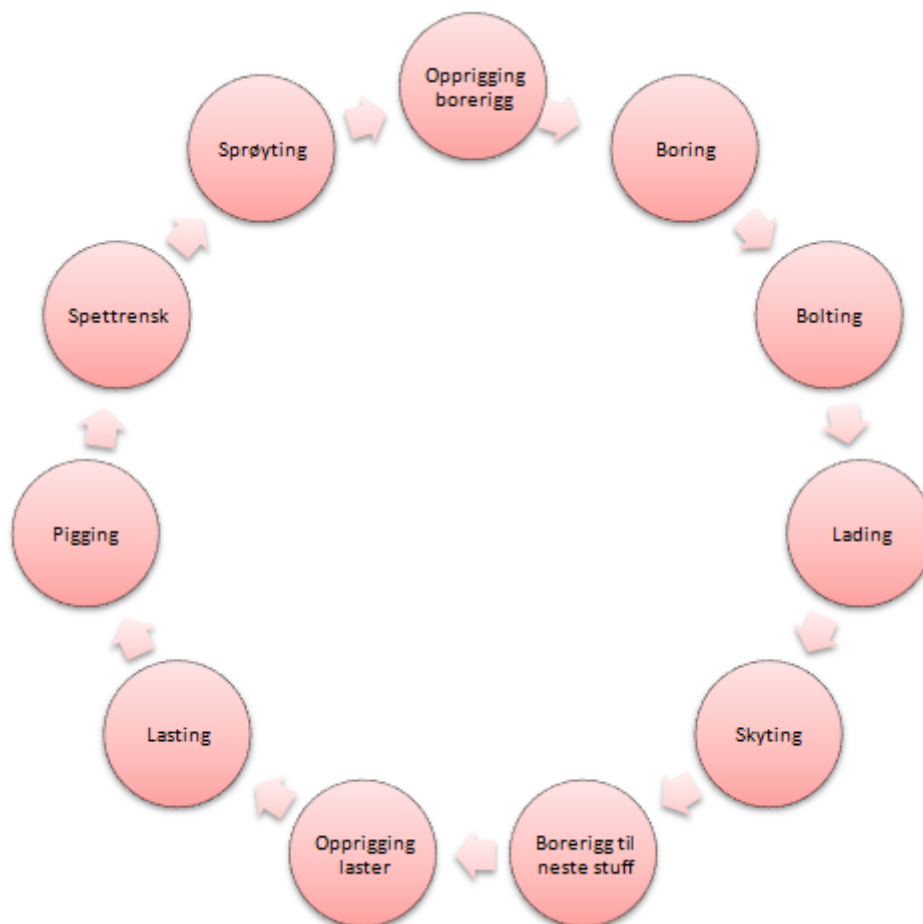 Opprigging
borerigg
Boring
Bolting
Lading
Skyting
Borerigg til
neste stuff
Opprigging
laster
Lasting
Pigging
Spettrensk
Sprøyting